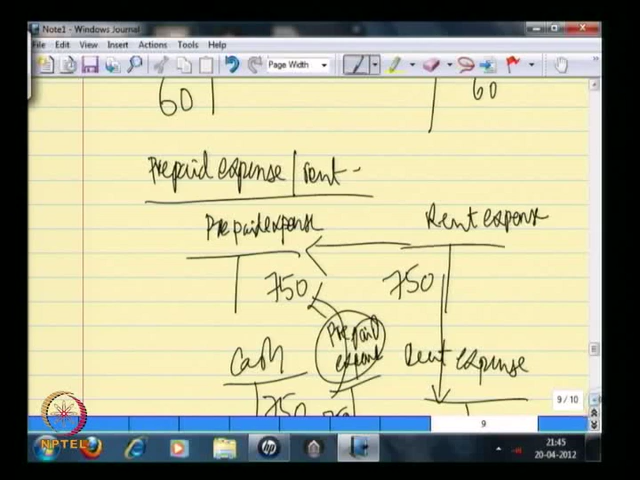 Note1 - Windows Journal
File Edit View Insert Actions Tools Help
Page Width
60 60
Prepaid expense | rent -
Prepaid expense Rent expense
750 750
Prepaid
expense
Cash Rent expense
750
9 / 10
9
NPTEL
hp
21:45
20-04-2012